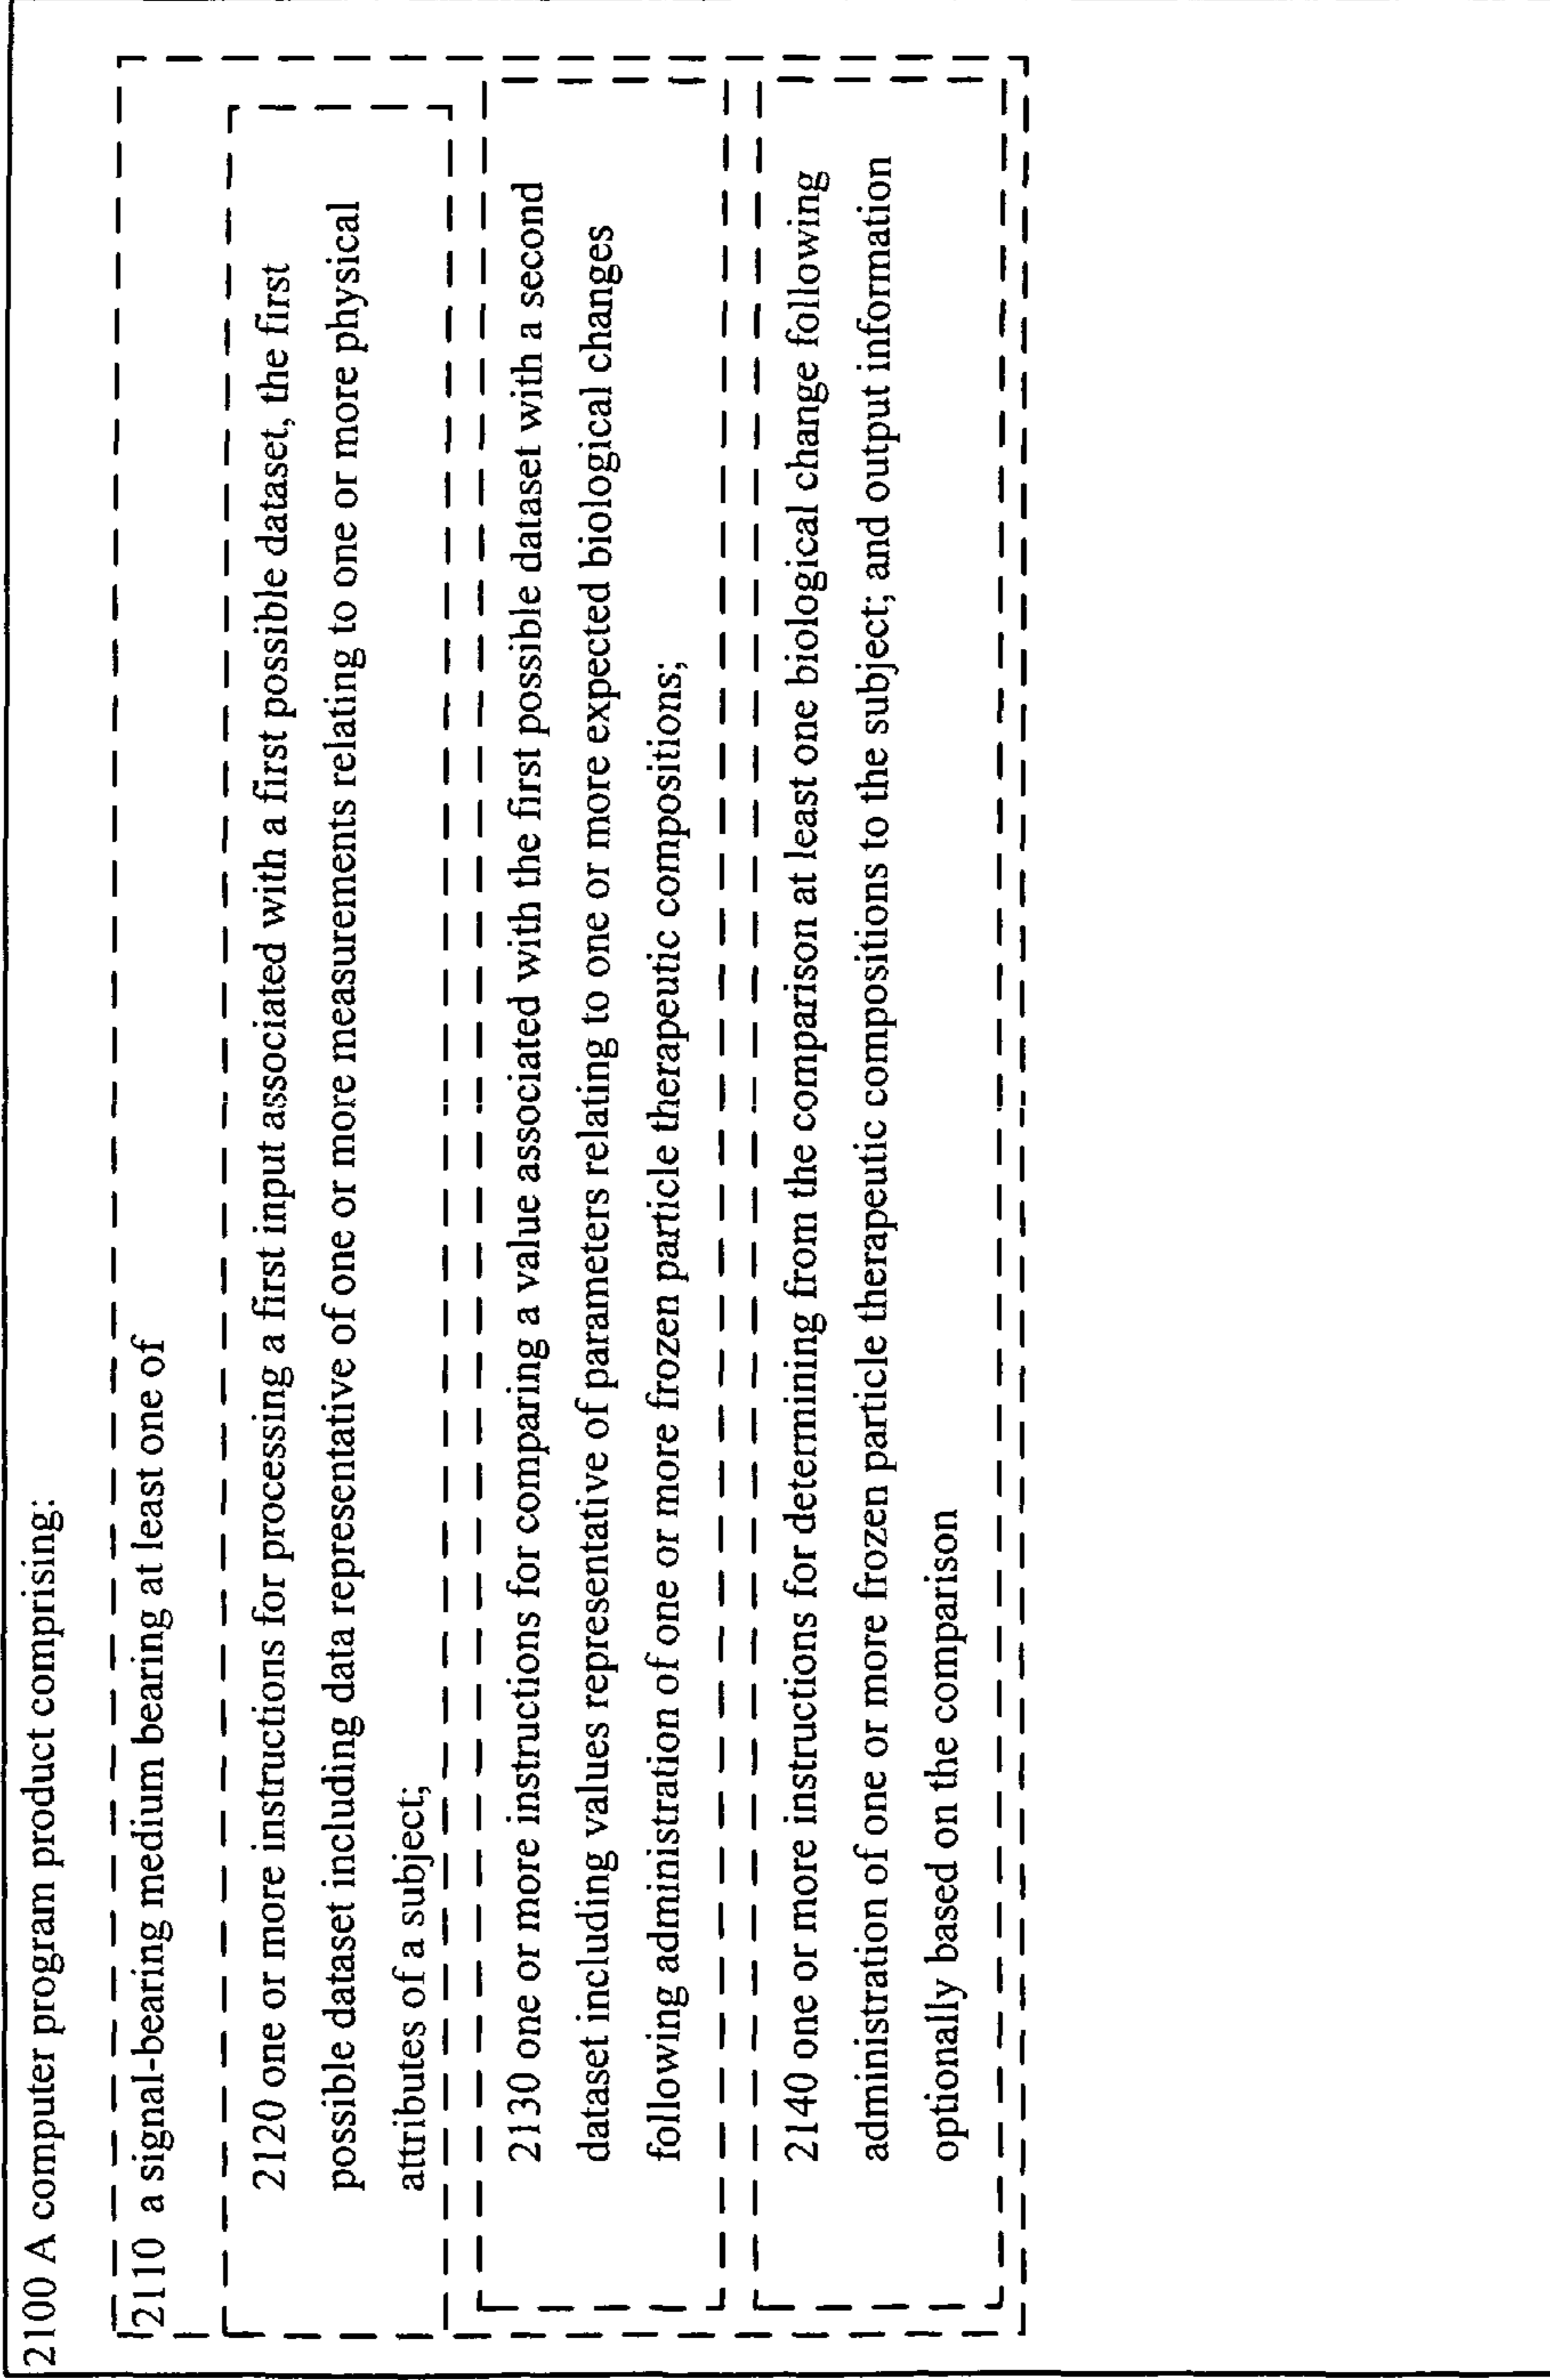 2100 A computer program product comprising:
2110 a signal-bearing medium bearing at least one of
2120 one or more instructions for processing a first input associated with a first possible dataset, the first
possible dataset including data representative of one or more measurements relating to one or more physical
attributes of a subject;
2130 one or more instructions for comparing a value associated with the first possible dataset with a second
dataset including values representative of parameters relating to one or more expected biological changes
following administration of one or more frozen particle therapeutic compositions;
2140 one or more instructions for determining from the comparison at least one biological change following
administration of one or more frozen particle therapeutic compositions to the subject; and output information
optionally based on the comparison